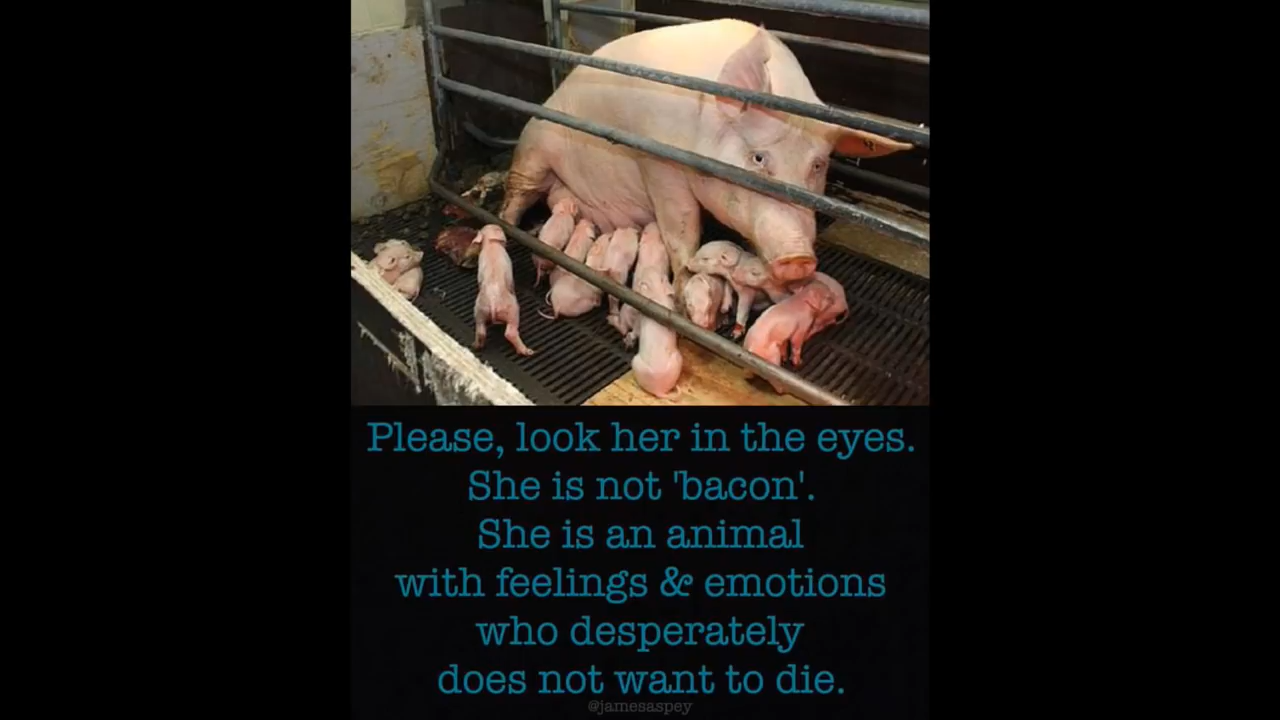 Please, look her in the eyes.
She is not 'bacon'.
She is an animal
with feelings & emotions
who desperately
does not want to die.
@jamesaspey